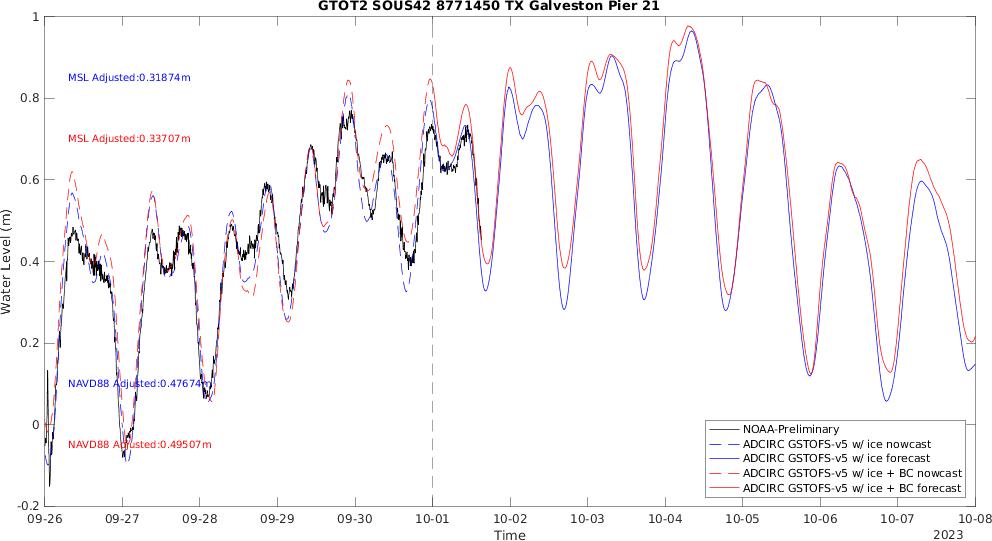 GTOT2 SOUS42 8771450 TX Galveston Pier 21
1
0.8
0.6
0.4
0.2
0
-0.2
Water Level (m)
MSL Adjusted:0.31874m
MSL Adjusted:0.33707m
NAVD88 Adjusted:0.47674m
NAVD88 Adjusted:0.49507m
NOAA-Preliminary
ADCIRC GSTOFS-v5 w/ ice nowcast
ADCIRC GSTOFS-v5 w/ ice forecast
ADCIRC GSTOFS-v5 w/ ice + BC nowcast
ADCIRC GSTOFS-v5 w/ ice + BC forecast
09-26 09-27 09-28 09-29 09-30 10-01 10-02 10-03 10-04 10-05 10-06 10-07 10-08
Time
2023